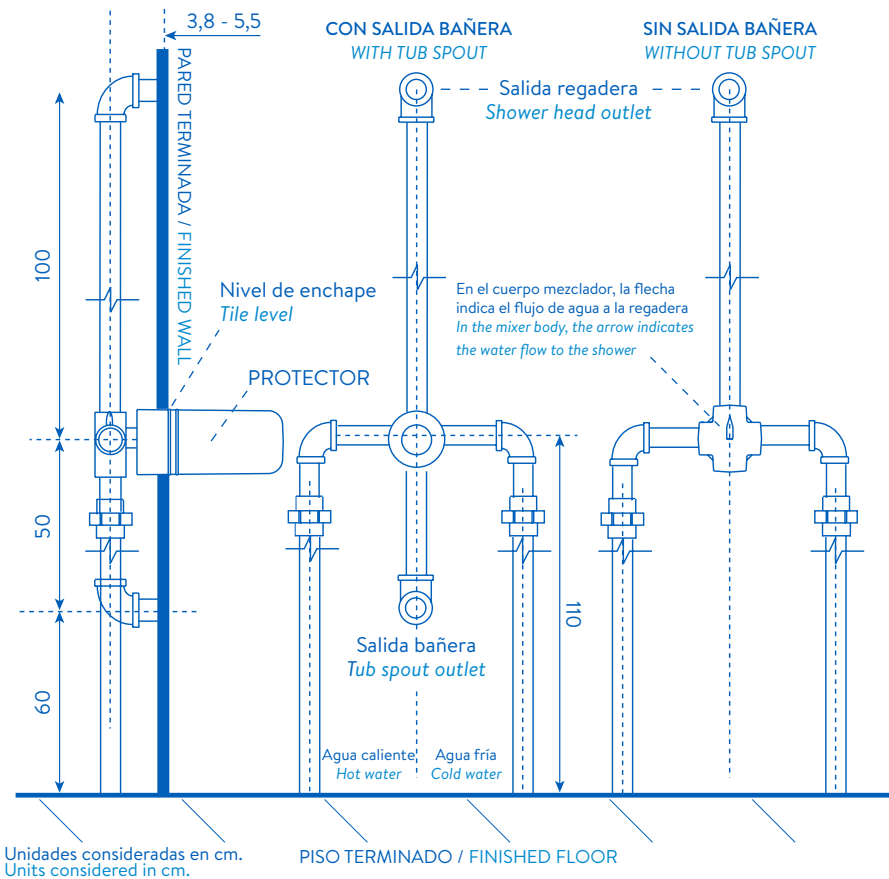 3,8 - 5,5
CON SALIDA BAÑERA
WITH TUB SPOUT
SIN SALIDA BAÑERA
WITHOUT TUB SPOUT
Salida regadera
Shower head outlet
PARED TERMINADA / FINISHED WALL
100
Nivel de enchape
Tile level
En el cuerpo mezclador, la flecha
indica el flujo de agua a la regadera
In the mixer body, the arrow indicates
the water flow to the shower
PROTECTOR
50
110
60
Salida bañera
Tub spout outlet
Agua caliente
Hot water
Agua fría
Cold water
Unidades consideradas en cm.
Units considered in cm.
PISO TERMINADO / FINISHED FLOOR